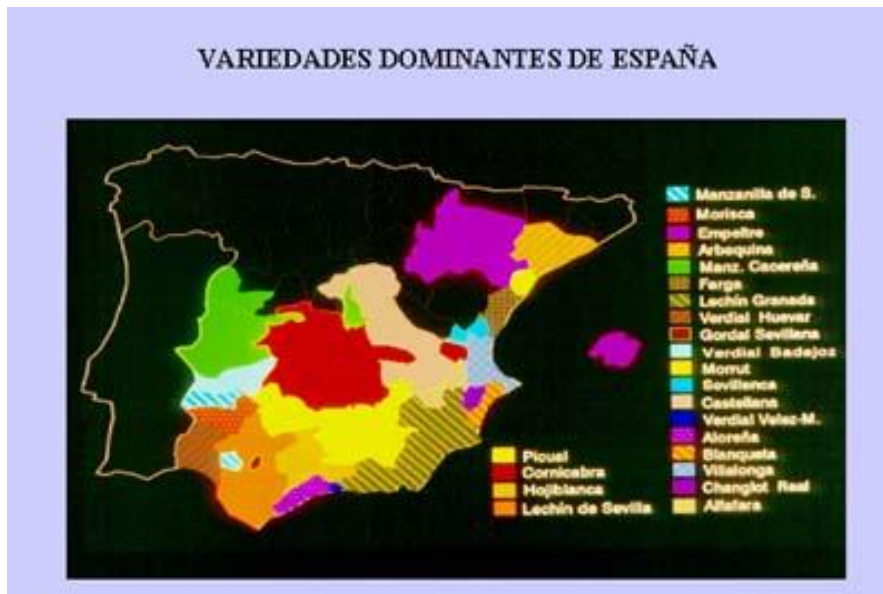 VARIEDADES DOMINANTES DE ESPAÑA
Manzanilla de S.
Morisca
Empeltre
Arbequina
Manz. Cacereña
Farga
Lechín Granada
Verdial Huevar
Gordal Sevillana
Verdial Badajoz
Morrut
Sevillenca
Castellana
Verdial Velez-M.
Aloreña
Blanqueta
Villalonga
Changlot Real
Alfafara
Picual
Cornicabra
Hojiblanca
Lechín de Sevilla